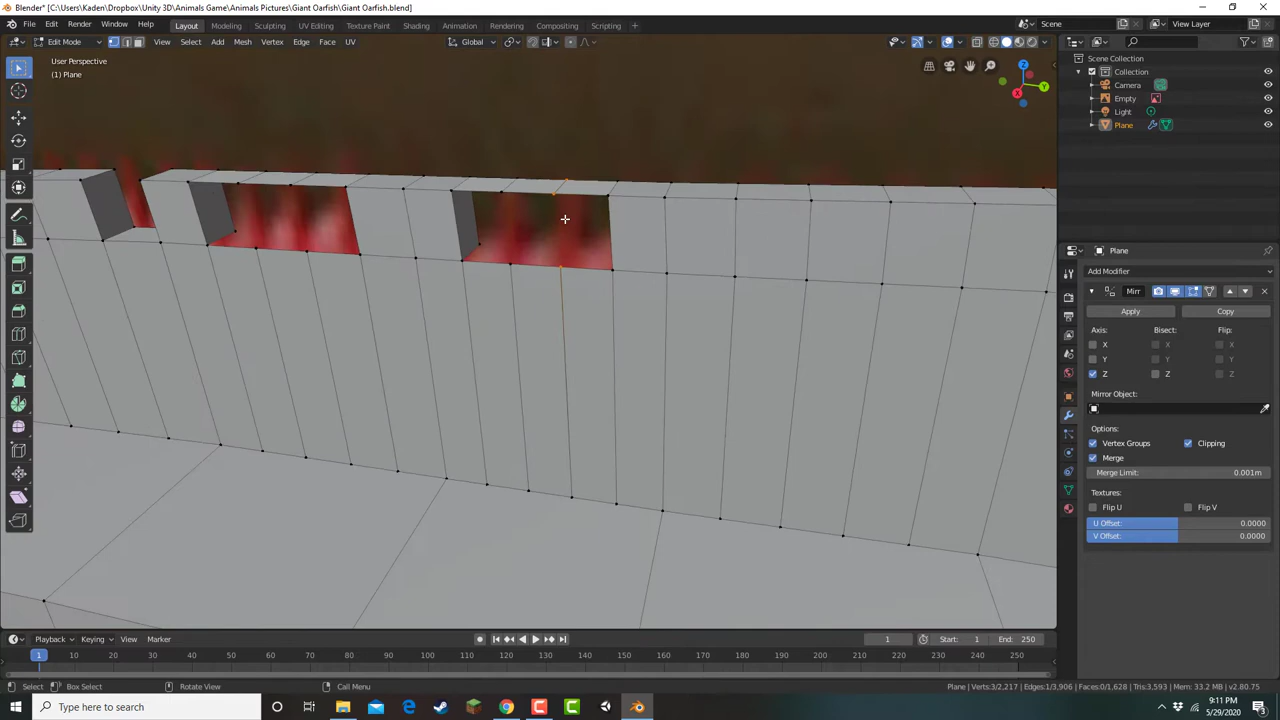 Blender* [C:\Users\Kaden\Dropbox\Unity 3D\Animals Game\Animals Pictures\Giant Oarfish\Giant Oarfish.blend]
File Edit Render Window Help Layout Modeling Sculpting UV Editing Texture Paint Shading Animation Rendering Compositing Scripting Scene View Layer
Edit Mode View Select Add Mesh Vertex Edge Face UV Global
User Perspective
(1) Plane
Z
Y
X
Scene Collection
Collection
Camera
Empty
Light
Plane
Plane
Add Modifier
Mirr
Apply Copy
Axis: Bisect: Flip:
X X X
Y Y Y
Z Z Z
Mirror Object:
Options:
Vertex Groups Clipping
Merge
Merge Limit: 0.001m
Textures:
Flip U Flip V
U Offset: 0.0000
V Offset: 0.0000
Playback Keying View Marker 1 Start: 1 End: 250
1 10 20 30 40 50 60 70 80 90 100 110 120 130 140 150 160 170 180 190 200 210 220 230 240 250
Select Box Select Rotate View Call Menu Plane | Verts:3/2,217 | Edges:1/3,906 | Faces:0/1,628 | Tris:3,593 | Mem: 33.2 MB | v2.80.75
Type here to search
9:11 PM
5/29/2020